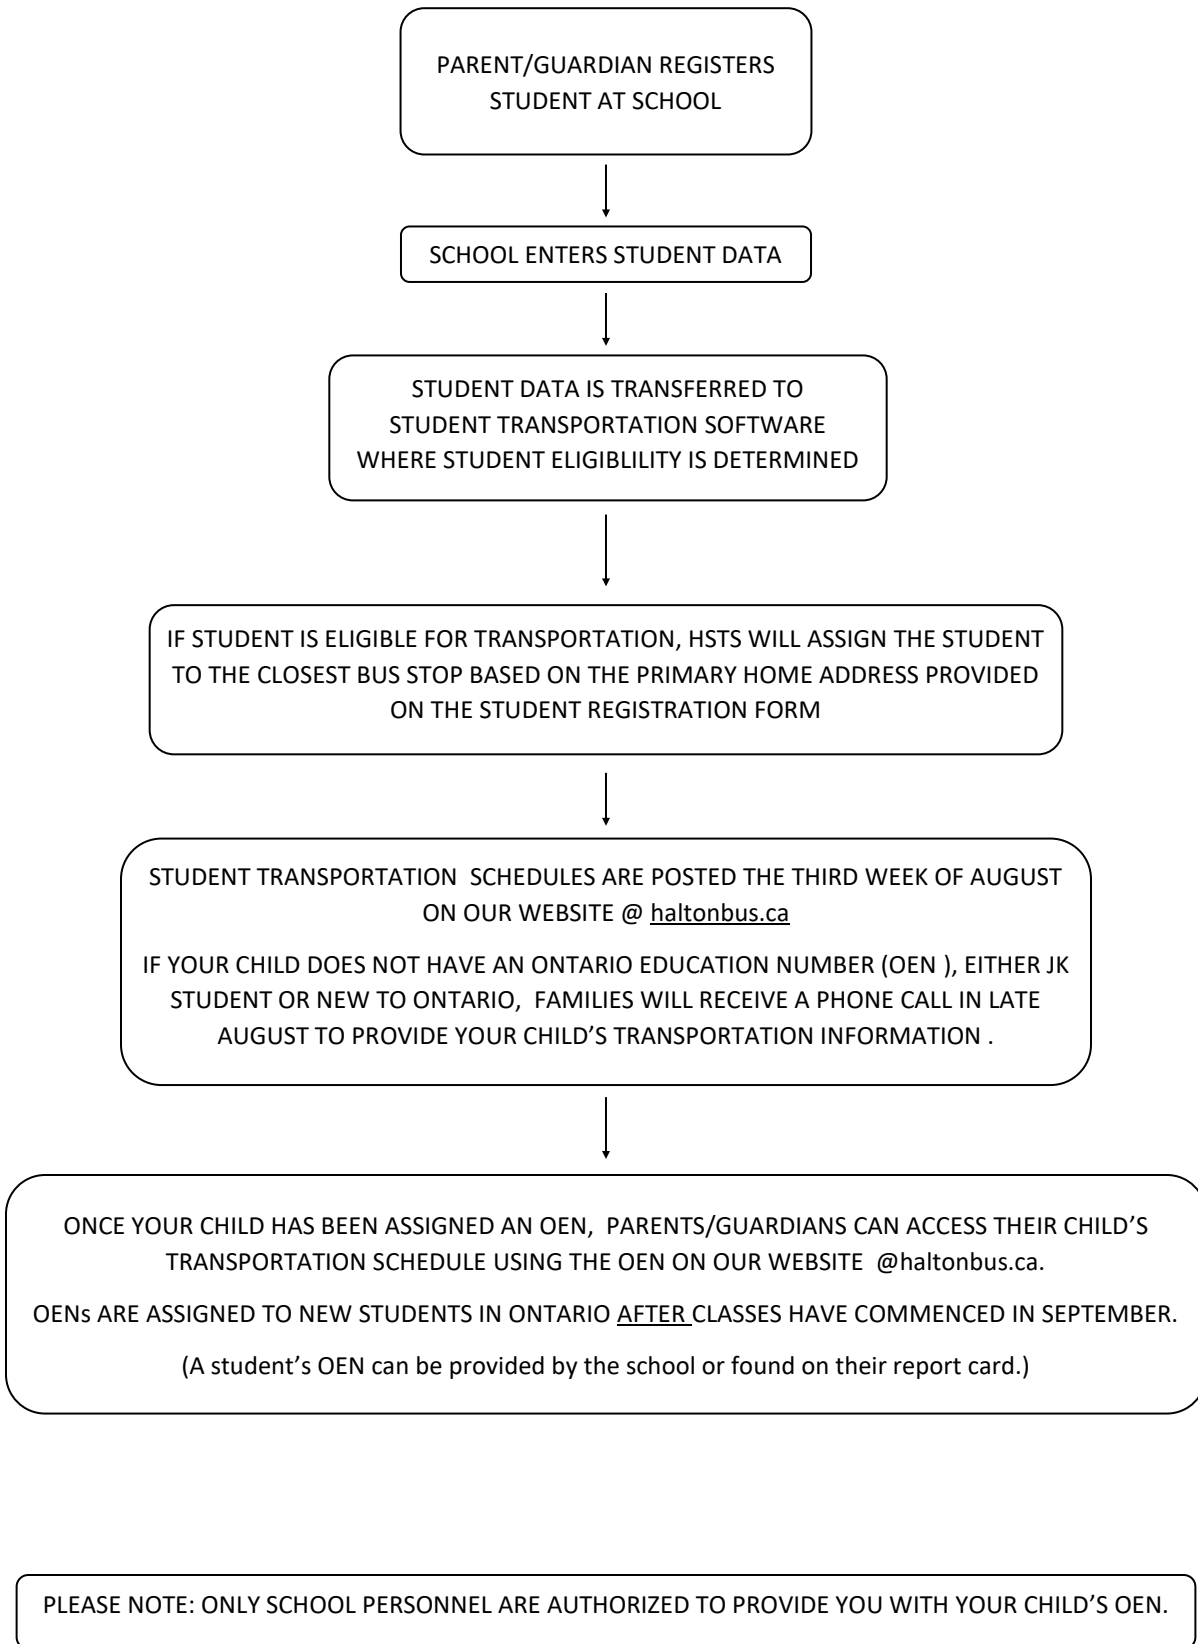 PARENT/GUARDIAN REGISTERS
STUDENT AT SCHOOL
SCHOOL ENTERS STUDENT DATA
STUDENT DATA IS TRANSFERRED TO
STUDENT TRANSPORTATION SOFTWARE
WHERE STUDENT ELIGIBLILITY IS DETERMINED
IF STUDENT IS ELIGIBLE FOR TRANSPORTATION, HSTS WILL ASSIGN THE STUDENT
TO THE CLOSEST BUS STOP BASED ON THE PRIMARY HOME ADDRESS PROVIDED
ON THE STUDENT REGISTRATION FORM
STUDENT TRANSPORTATION  SCHEDULES ARE POSTED THE THIRD WEEK OF AUGUST
ON OUR WEBSITE @ haltonbus.ca
IF YOUR CHILD DOES NOT HAVE AN ONTARIO EDUCATION NUMBER (OEN ), EITHER JK
STUDENT OR NEW TO ONTARIO,  FAMILIES WILL RECEIVE A PHONE CALL IN LATE
AUGUST TO PROVIDE YOUR CHILD’S TRANSPORTATION INFORMATION .
ONCE YOUR CHILD HAS BEEN ASSIGNED AN OEN,  PARENTS/GUARDIANS CAN ACCESS THEIR CHILD’S
TRANSPORTATION SCHEDULE USING THE OEN ON OUR WEBSITE  @haltonbus.ca.
OENs ARE ASSIGNED TO NEW STUDENTS IN ONTARIO AFTER CLASSES HAVE COMMENCED IN SEPTEMBER.
(A student’s OEN can be provided by the school or found on their report card.)
PLEASE NOTE: ONLY SCHOOL PERSONNEL ARE AUTHORIZED TO PROVIDE YOU WITH YOUR CHILD’S OEN.